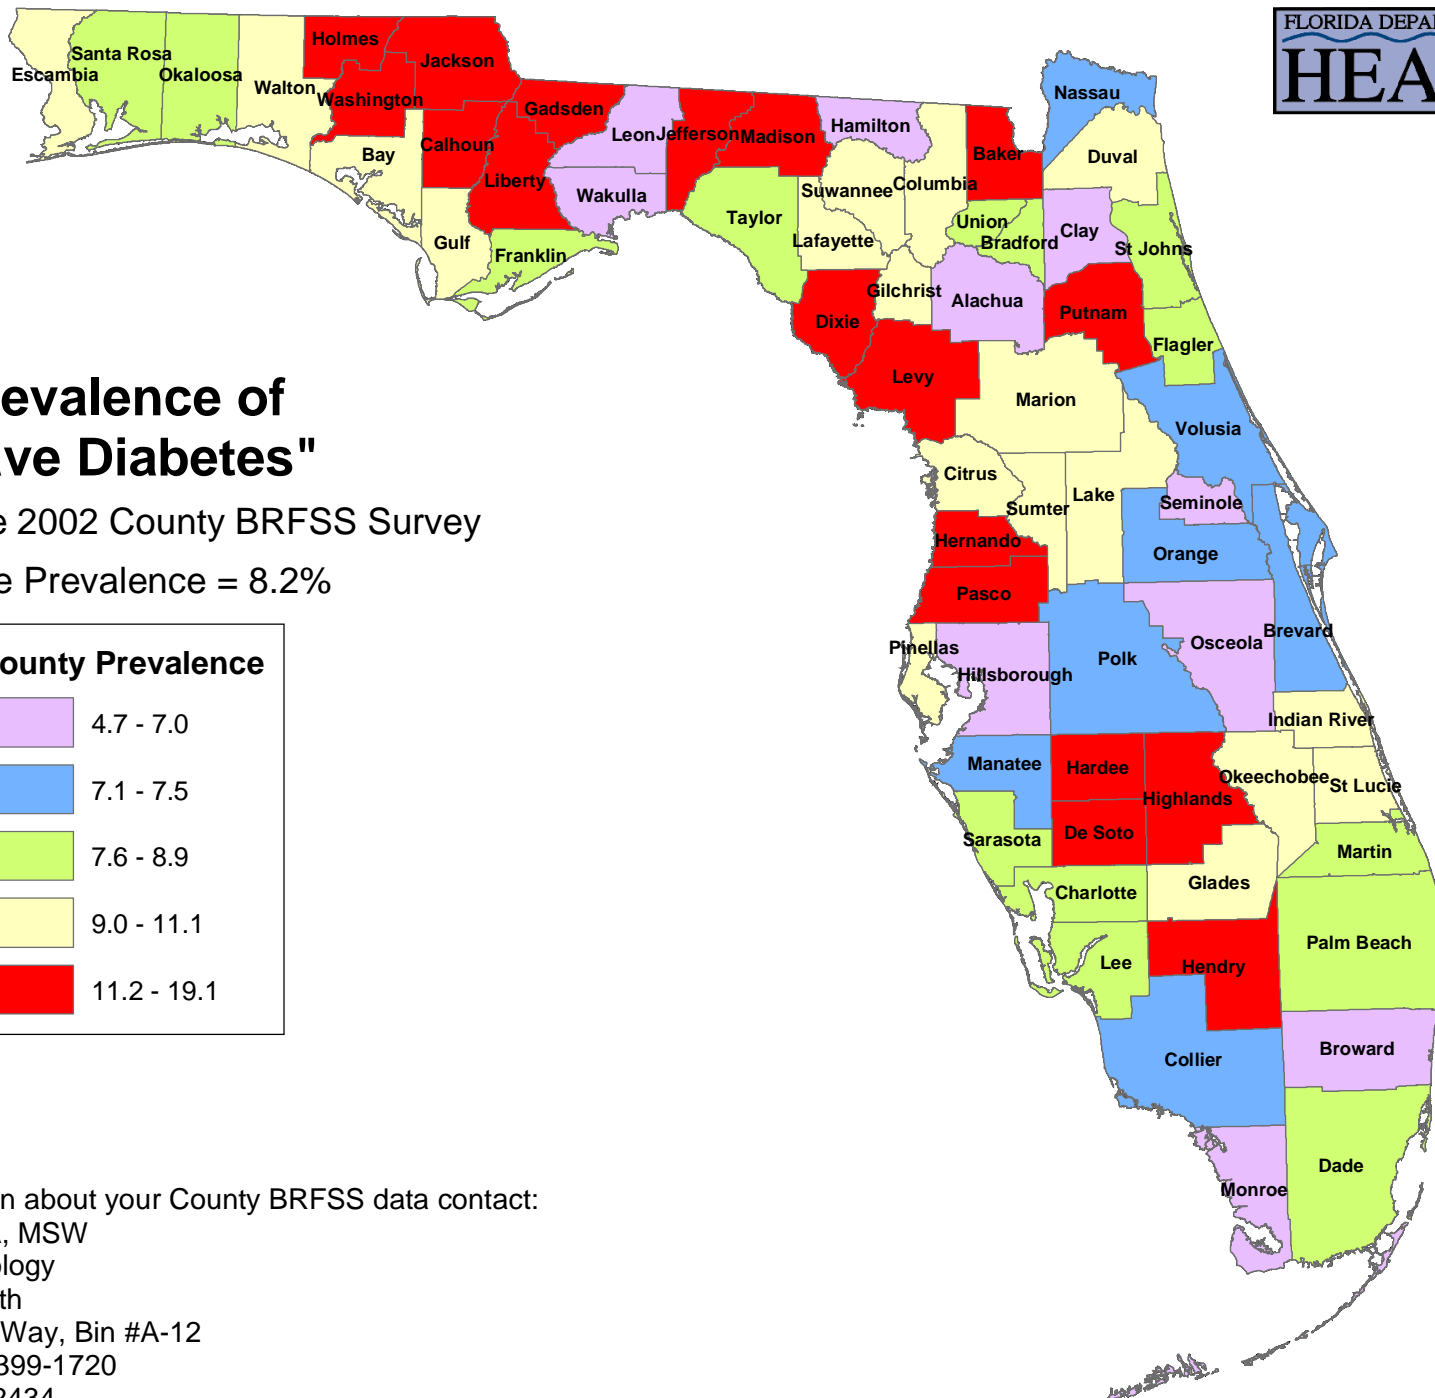 FLORIDA DEPA
HEA
Holmes
Jackson
Santa Rosa
Escambia
Okaloosa
Walton
Washington
Nassau
Gadsden
Leon
Jefferson
Madison
Hamilton
Calhoun
Bay
Baker
Duval
Liberty
Wakulla
Suwannee
Columbia
Taylor
Union
Bradford
Clay
St Johns
Gulf
Franklin
Lafayette
Gilchrist
Alachua
Dixie
Putnam
Flagler
Levy
Marion
Volusia
evalence of
ve Diabetes"
Citrus
Sumter
Lake
Seminole
e 2002 County BRFSS Survey
Hernando
Orange
e Prevalence = 8.2%
Pasco
Pinellas
Hillsborough
Polk
Osceola
Brevard
ounty Prevalence
4.7 - 7.0
7.1 - 7.5
7.6 - 8.9
9.0 - 11.1
11.2 - 19.1
Indian River
Manatee
Hardee
Highlands
Okeechobee
St Lucie
Sarasota
De Soto
Martin
Charlotte
Glades
Lee
Hendry
Palm Beach
Collier
Broward
Dade
Monroe
n about your County BRFSS data contact:
, MSW
ology
th
Way, Bin #A-12
399-1720
2434